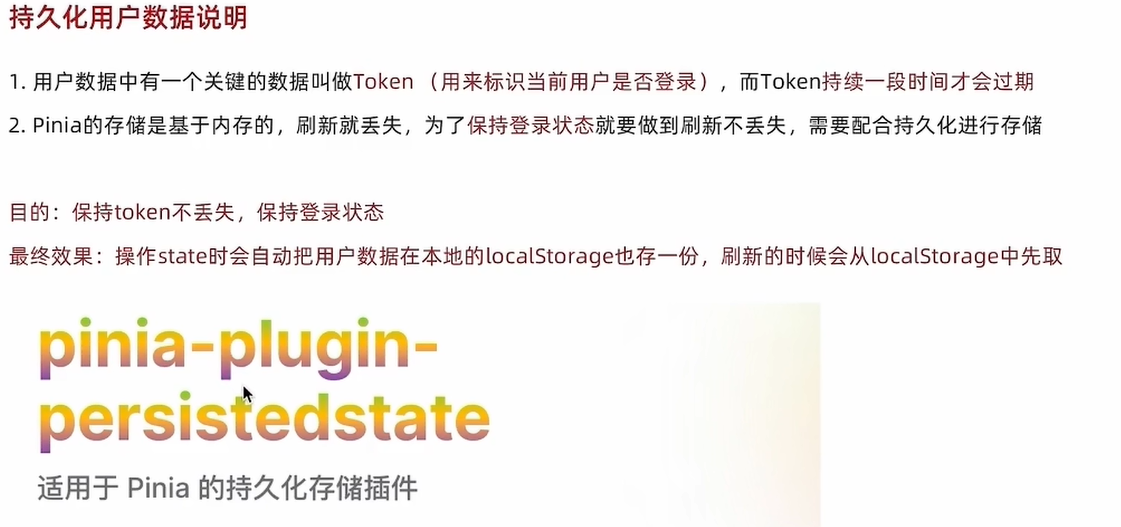 持久化用户数据说明
1. 用户数据中有一个关键的数据叫做Token （用来标识当前用户是否登录），而Token持续一段时间才会过期
2. Pinia的存储是基于内存的，刷新就丢失，为了保持登录状态就要做到刷新不丢失，需要配合持久化进行存储
目的：保持token不丢失，保持登录状态
最终效果：操作state时会自动把用户数据在本地的localStorage也存一份，刷新的时候会从localStorage中先取
pinia-plugin-
persistedstate
适用于 Pinia 的持久化存储插件